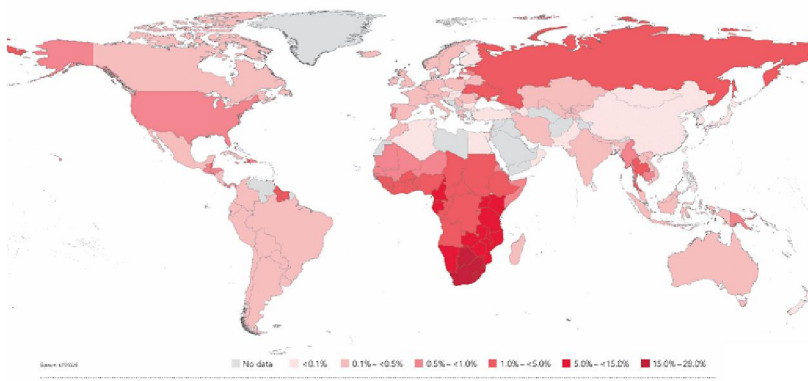 No data <0.1% 0.1% – <0.5% 0.5% – <1.0% 1.0% – <5.0% 5.0% – <15.0% 15.0% – 28.0%